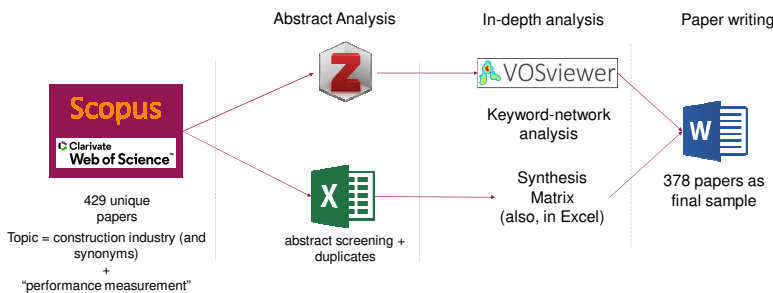 Abstract Analysis
In-depth analysis
Paper writing
Scopus
Clarivate
Web of Science™
Z
VOSviewer
Keyword-network
analysis
W
X
429 unique
papers
Topic = construction industry (and
synonyms)
+
“performance measurement”
abstract screening +
duplicates
Synthesis
Matrix
(also, in Excel)
378 papers as
final sample